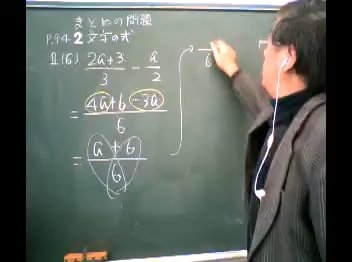 まとめの問題
P.94 2 文字の式
1(6) (2a+3)/3 - a/2
= (4a+6-3a)/6
= (a+6)/6
6